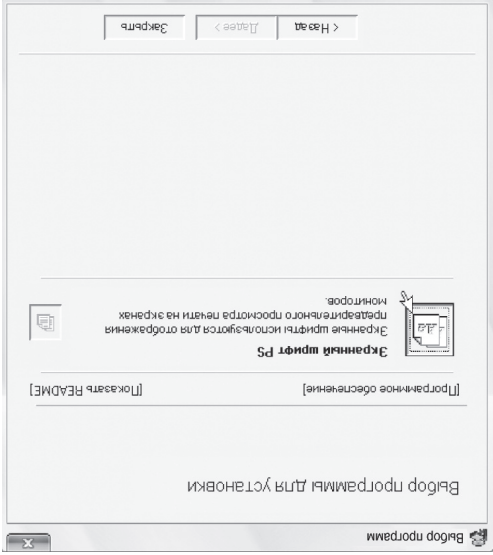 Выбор программ
x
Выбор программы для установки
[Программное обеспечение] [Показать README]
Экранный шрифт PS
Экранные шрифты используются для отображения
предварительного просмотра печати на экранах
мониторов.
< Назад Далее > Закрыть